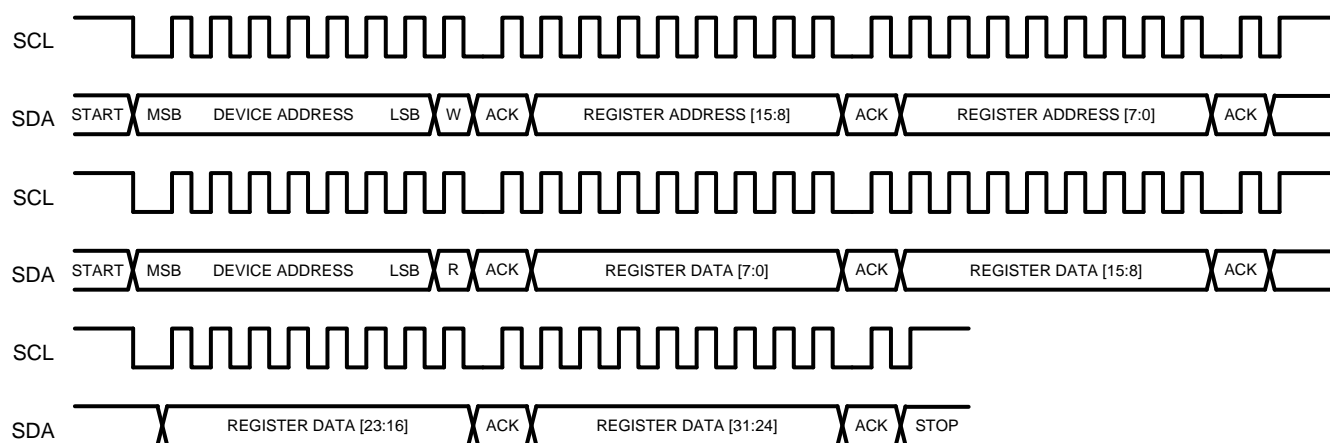 SCL
SDA START MSB DEVICE ADDRESS LSB W ACK REGISTER ADDRESS [15:8] ACK REGISTER ADDRESS [7:0] ACK
SCL
SDA START MSB DEVICE ADDRESS LSB R ACK REGISTER DATA [7:0] ACK REGISTER DATA [15:8] ACK
SCL
SDA REGISTER DATA [23:16] ACK REGISTER DATA [31:24] ACK STOP